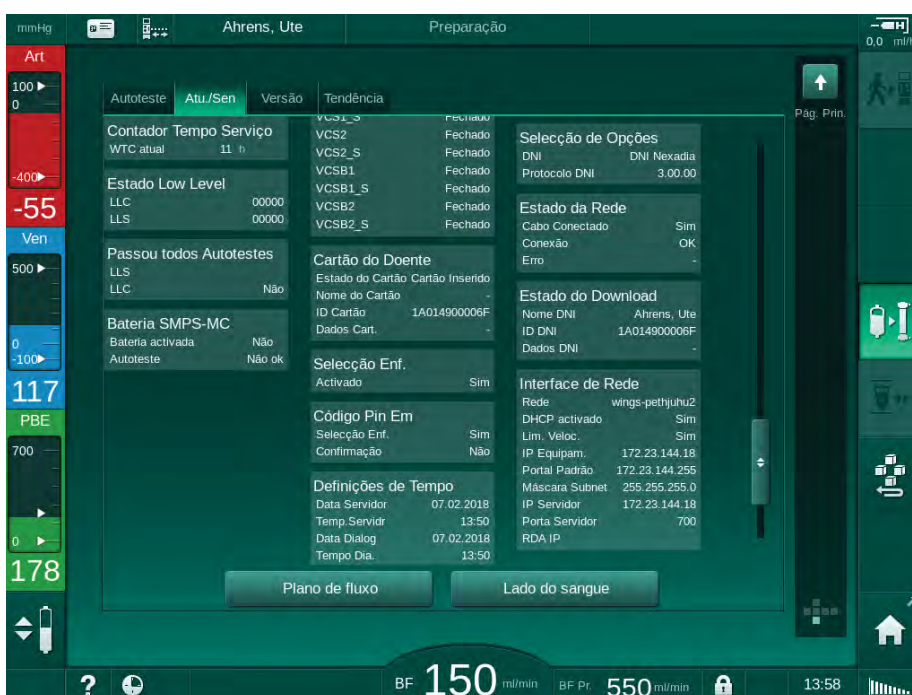 mmHg
Ahrens, Ute
Preparação
0,0 ml/h
Art
100
0
-400
-55
Ven
500
0
-100
117
PBE
700
0
178
Autoteste Atu./Sen Versão Tendência
Pág. Prin.
Contador Tempo Serviço
WTC atual 11 h
Estado Low Level
LLC 00000
LLS 00000
Passou todos Autotestes
LLS
LLC Não
Bateria SMPS-MC
Bateria activada Não
Autoteste Não ok
VCS1_S Fechado
VCS2 Fechado
VCS2_S Fechado
VCSB1 Fechado
VCSB1_S Fechado
VCSB2 Fechado
VCSB2_S Fechado
Cartão do Doente
Estado do Cartão Cartão Inserido
Nome do Cartão -
ID Cartão 1A014900006F
Dados Cart. -
Selecção Enf.
Activado Sim
Código Pin Em
Selecção Enf. Sim
Confirmação Não
Definições de Tempo
Data Servidor 07.02.2018
Temp.Servidr 13:50
Data Dialog 07.02.2018
Tempo Dia. 13:50
Selecção de Opções
DNI DNI Nexadia
Protocolo DNI 3.00.00
Estado da Rede
Cabo Conectado Sim
Conexão OK
Erro -
Estado do Download
Nome DNI Ahrens, Ute
ID DNI 1A014900006F
Dados DNI -
Interface de Rede
Rede wings-pethjuhu2
DHCP activado Sim
Lim. Veloc. Sim
IP Equipam. 172.23.144.18
Portal Padrão 172.23.144.255
Máscara Subnet 255.255.255.0
IP Servidor 172.23.144.18
Porta Servidor 700
RDA IP
Plano de fluxo
Lado do sangue
?
BF 150 ml/min
BF Pr. 550 ml/min
13:58